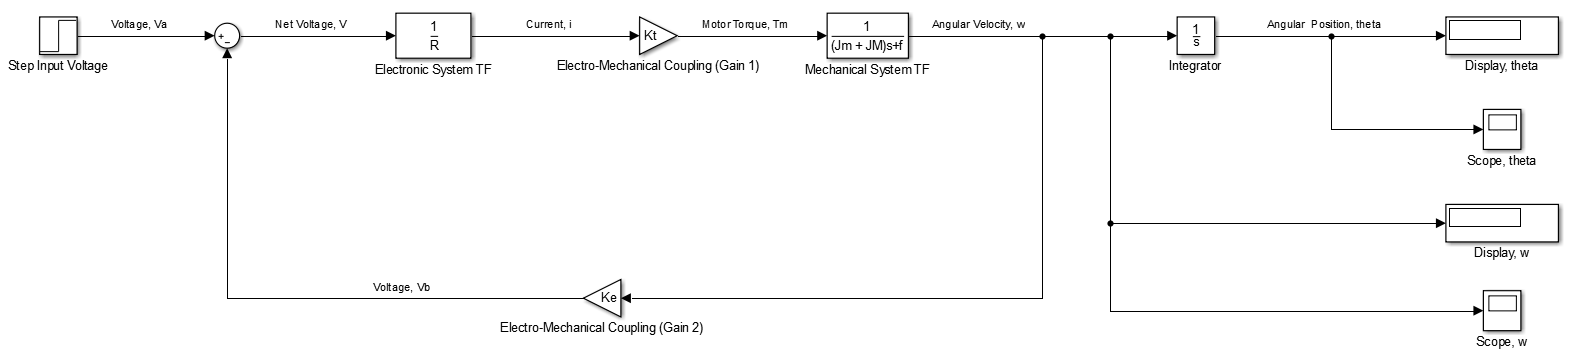 Voltage, Va
Net Voltage, V
Current, i
Motor Torque, Tm
Angular Velocity, w
Angular Position, theta
+
−
1
R
Kt
1
(Jm + JM)s+f
1
s
Step Input Voltage
Electronic System TF
Electro-Mechanical Coupling (Gain 1)
Mechanical System TF
Integrator
Display, theta
Scope, theta
Display, w
Voltage, Vb
Ke
Electro-Mechanical Coupling (Gain 2)
Scope, w